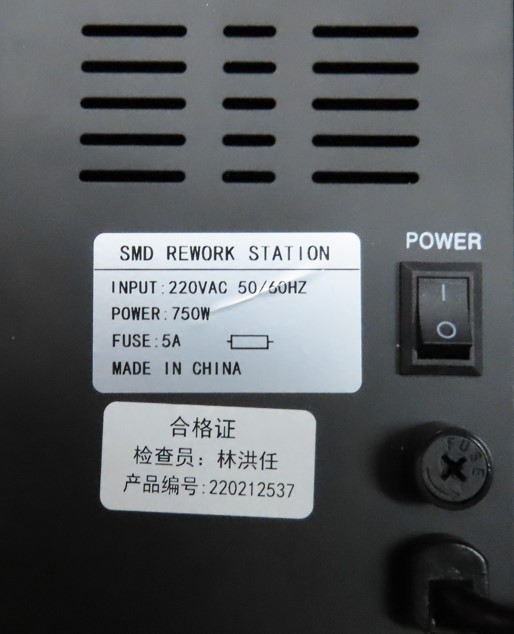 SMD REWORK STATION
INPUT:220VAC 50/60HZ
POWER:750W
FUSE:5A
MADE IN CHINA
POWER
I
O
合格证
检查员：林洪任
产品编号:220212537
FUSE